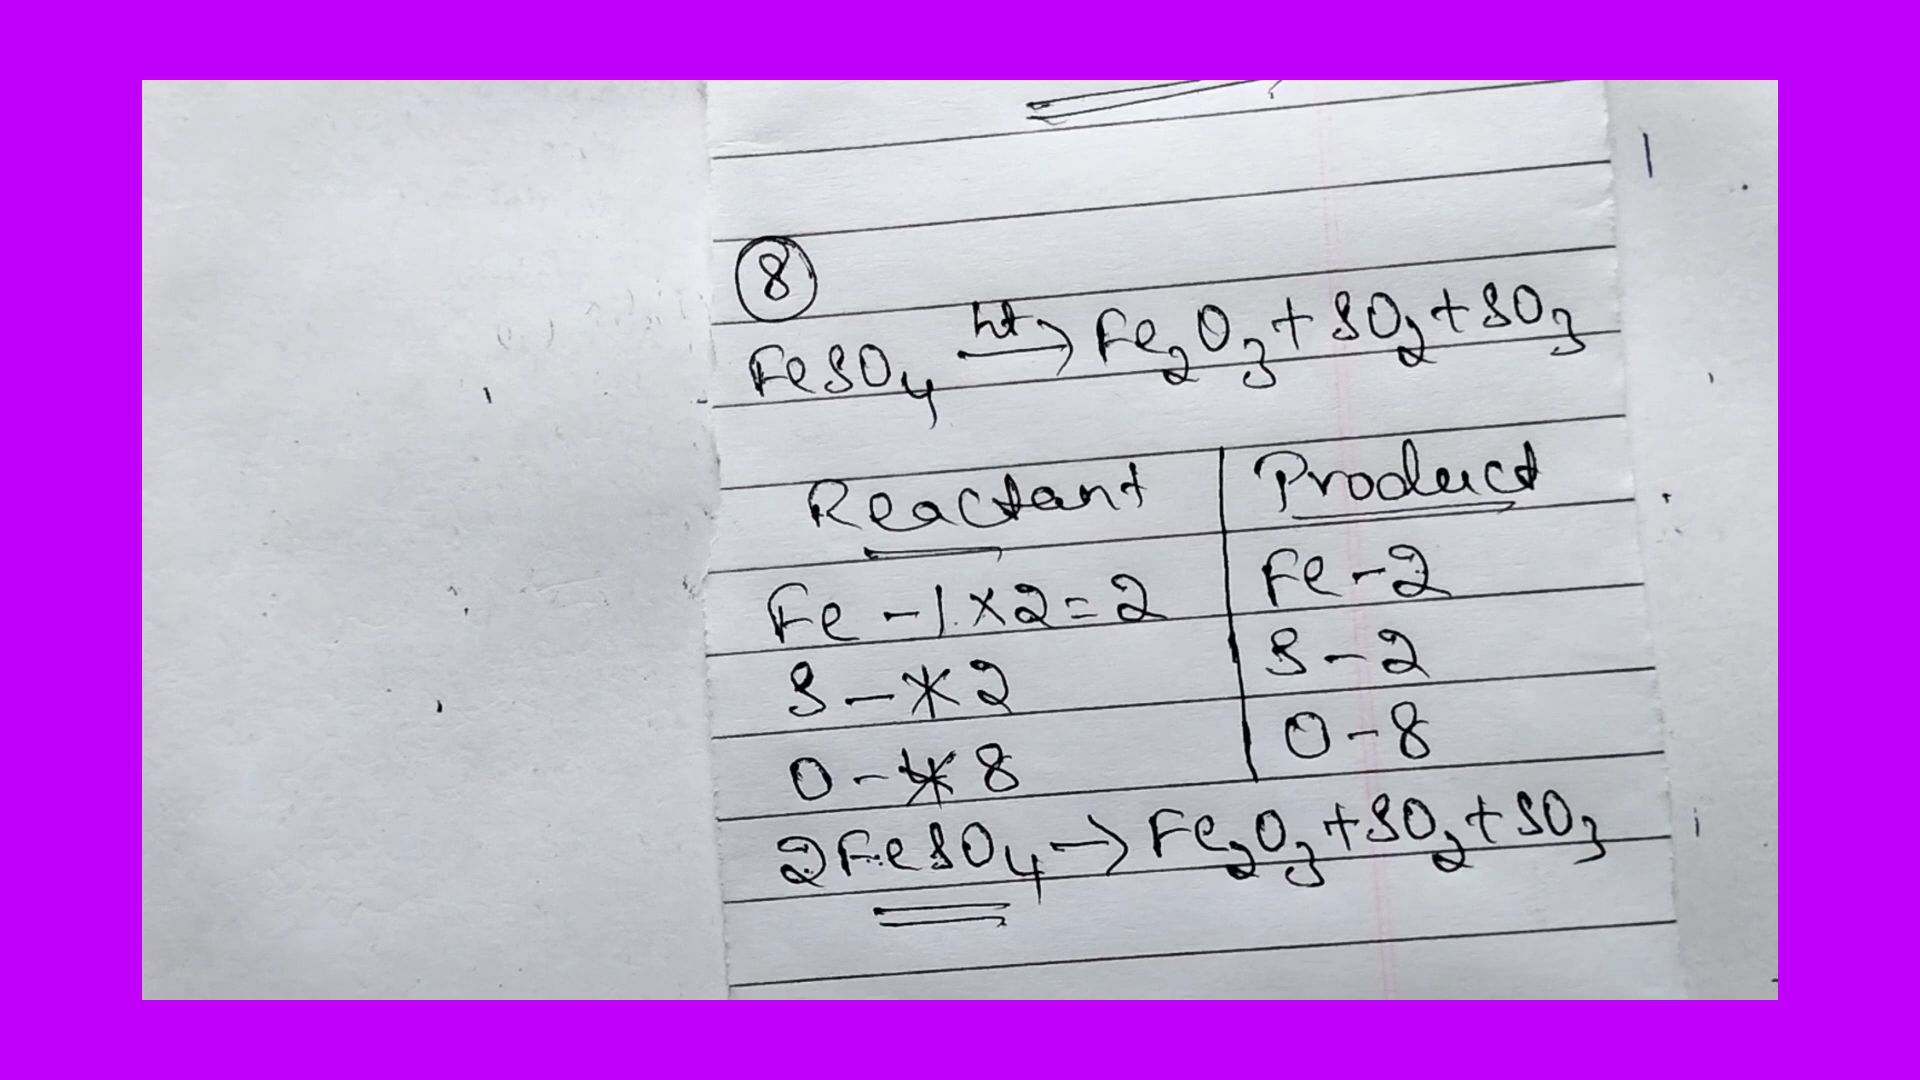 8
FeSO₄ ht→ Fe₂O₃ + SO₂ + SO₃
Reactant | Product
Fe - 1 × 2 = 2 | Fe - 2
S - 2 | S - 2
O - 8 | O - 8
2FeSO₄ → Fe₂O₃ + SO₂ + SO₃